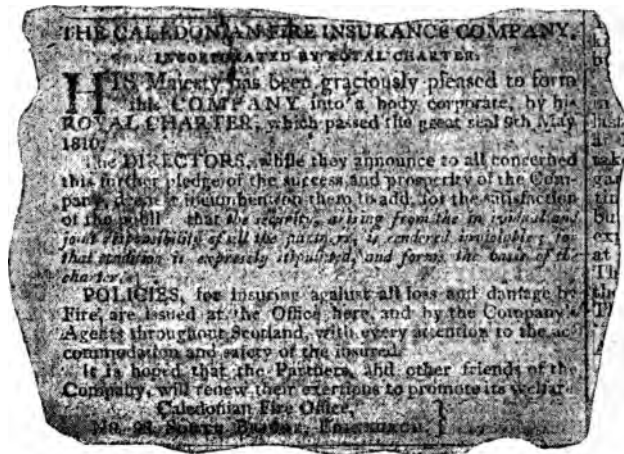 THE CALEDONIAN FIRE INSURANCE COMPANY,
INCORPORATED BY ROYAL CHARTER.
HIS Majesty has been graciously pleased to form
this COMPANY into a body corporate, by his
ROYAL CHARTER, which passed the great seal 9th May
1810.
The DIRECTORS, while they announce to all concerned
this further pledge of the success and prosperity of the Com-
pany, deem it incumbent on them to add, for the satisfaction
of the publi that the security, arising from the individual and
joint responsibility of all the partners, is rendered inviolable; for
that condition is expressly stipulated, and forms the basis of the
charter.
POLICIES, for insuring against all loss and damage by
Fire, are issued at the Office here, and by the Company's
Agents throughout Scotland, with every attention to the ac-
commodation and safety of the insured.
It is hoped that the Partners, and other friends of the
Company, will renew their exertions to promote its welfare
Caledonian Fire Office,
No. 98. SOUTH BRIDGE, EDINBURGH.